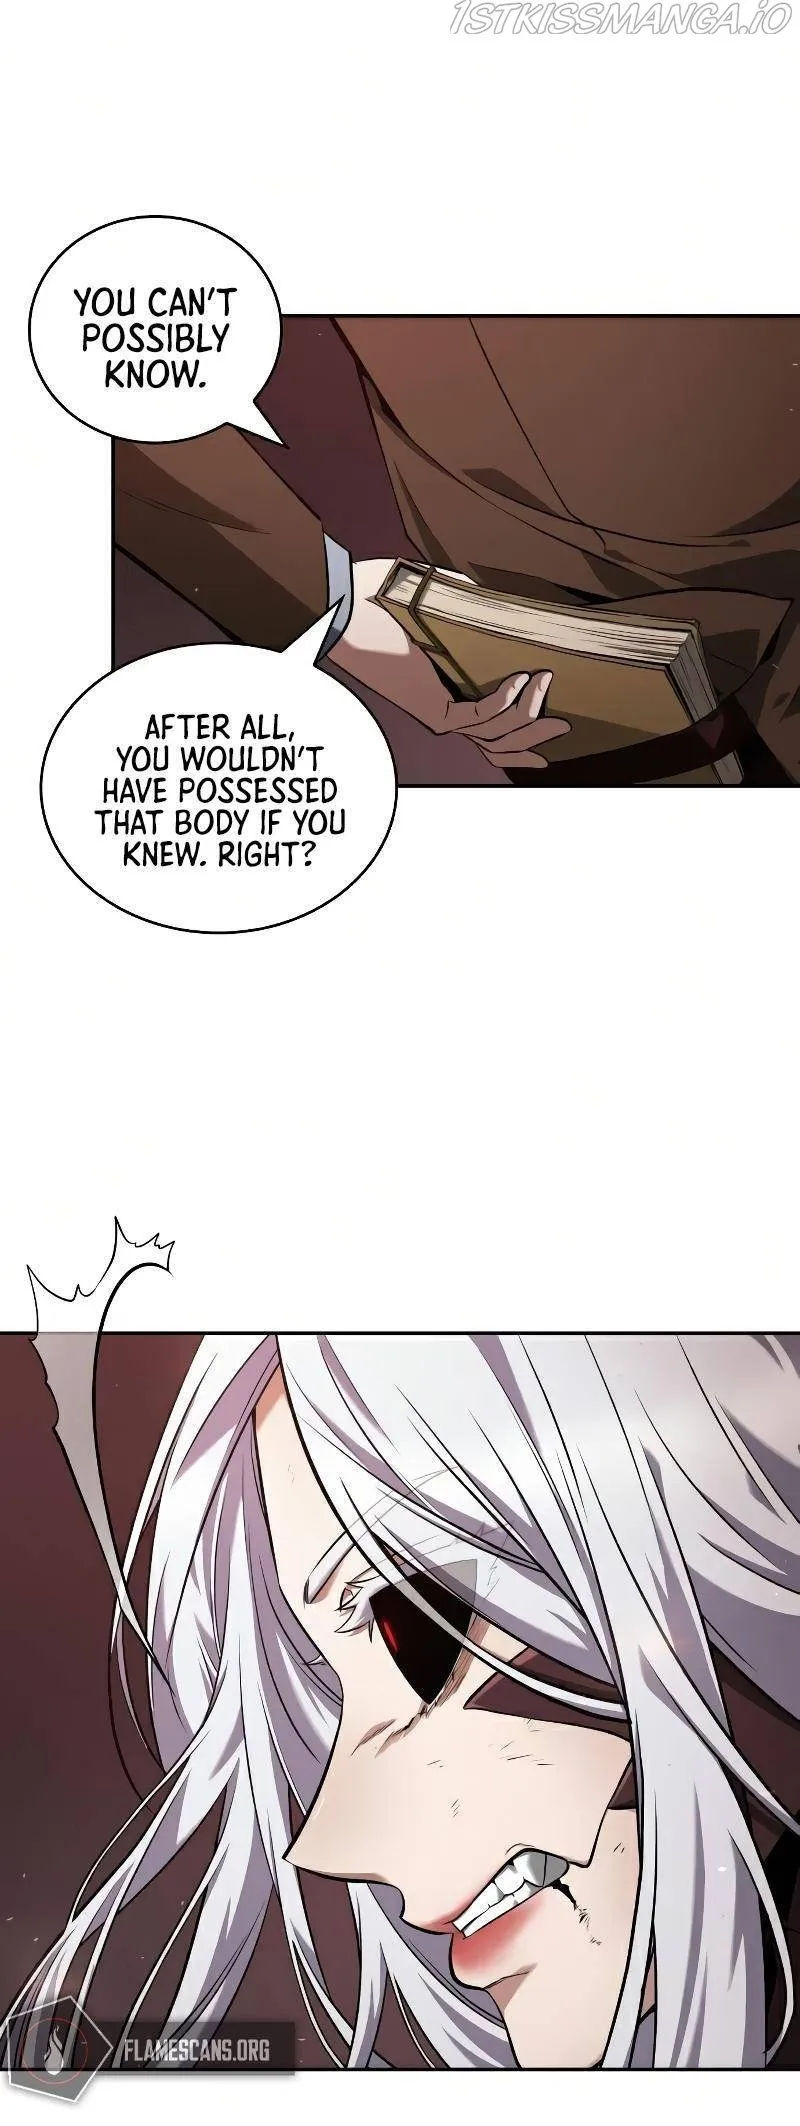 1STKISSMANGA.IO
YOU CAN'T
POSSIBLY
KNOW.
AFTER ALL,
YOU WOULDN'T
HAVE POSSESSED
THAT BODY IF YOU
KNEW. RIGHT?
FLAMESCANS.ORG